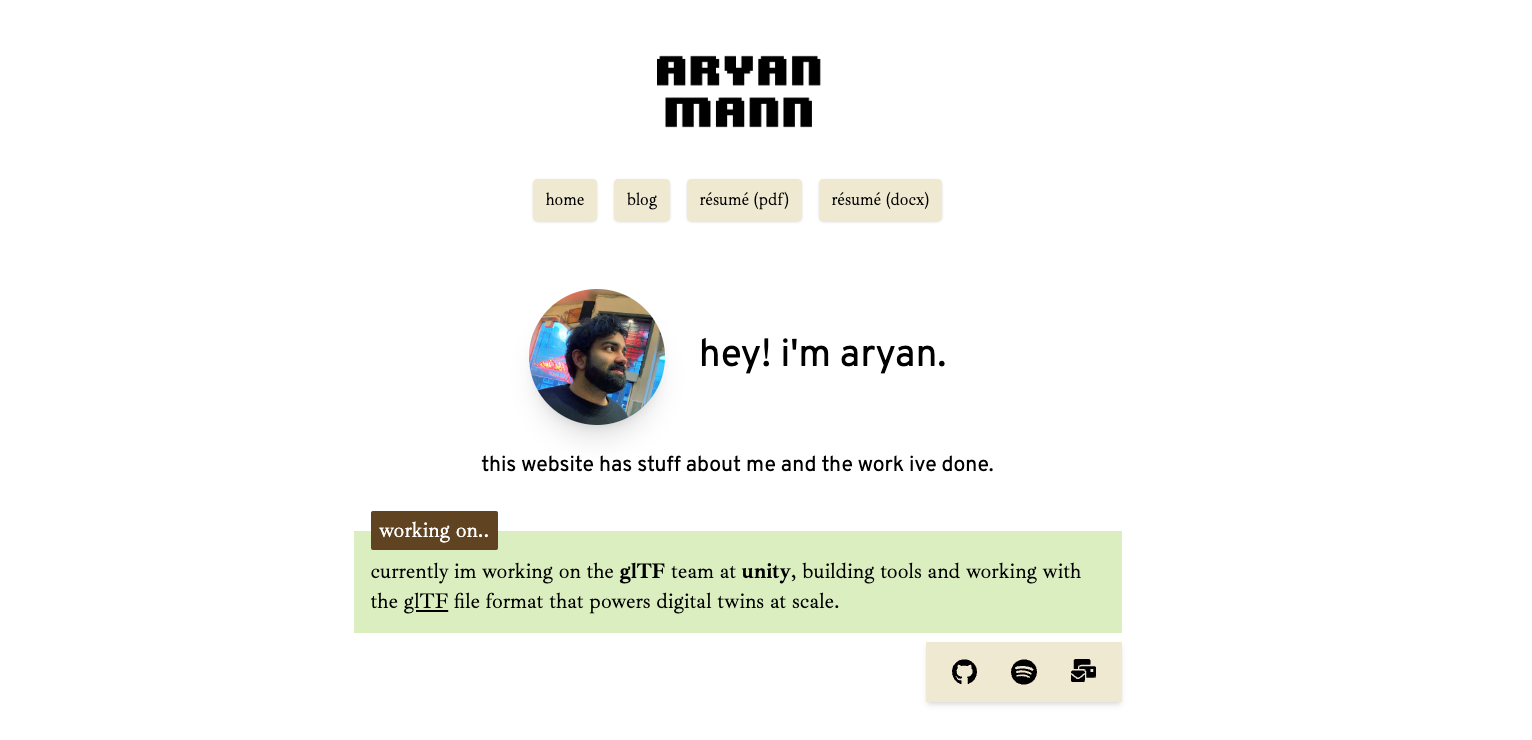 ARYAN
MANN
home
blog
résumé (pdf)
résumé (docx)
hey! i'm aryan.
this website has stuff about me and the work ive done.
working on..
currently im working on the glTF team at unity, building tools and working with
the glTF file format that powers digital twins at scale.